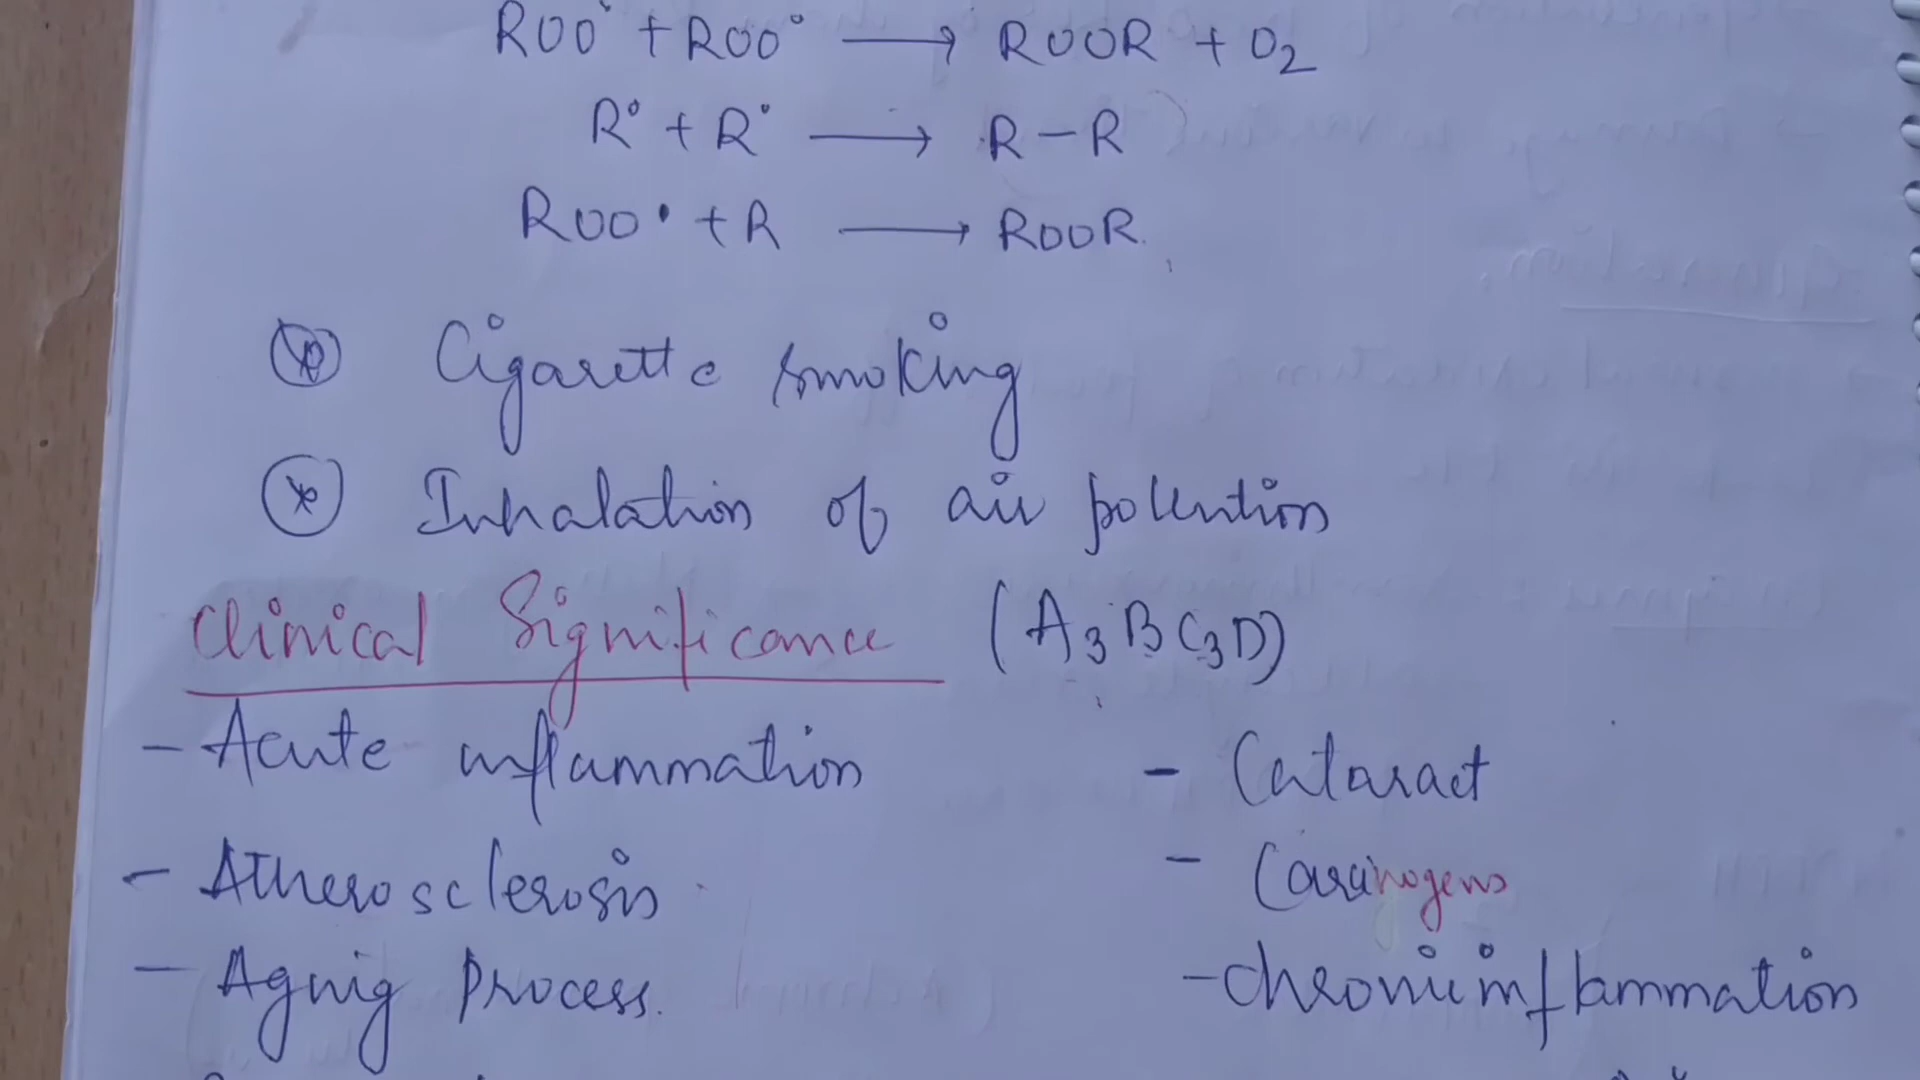 ROO° + ROO° ⟶ ROOR + O2
R° + R° ⟶ R – R
ROO• + R ⟶ ROOR.
Cigarette smoking
Inhalation of air pollution
Clinical Significance (A3BC3D)
- Acute inflammation
- Atherosclerosis
- Aging Process.
- Cataract
- Carcinogens
- chronic inflammation